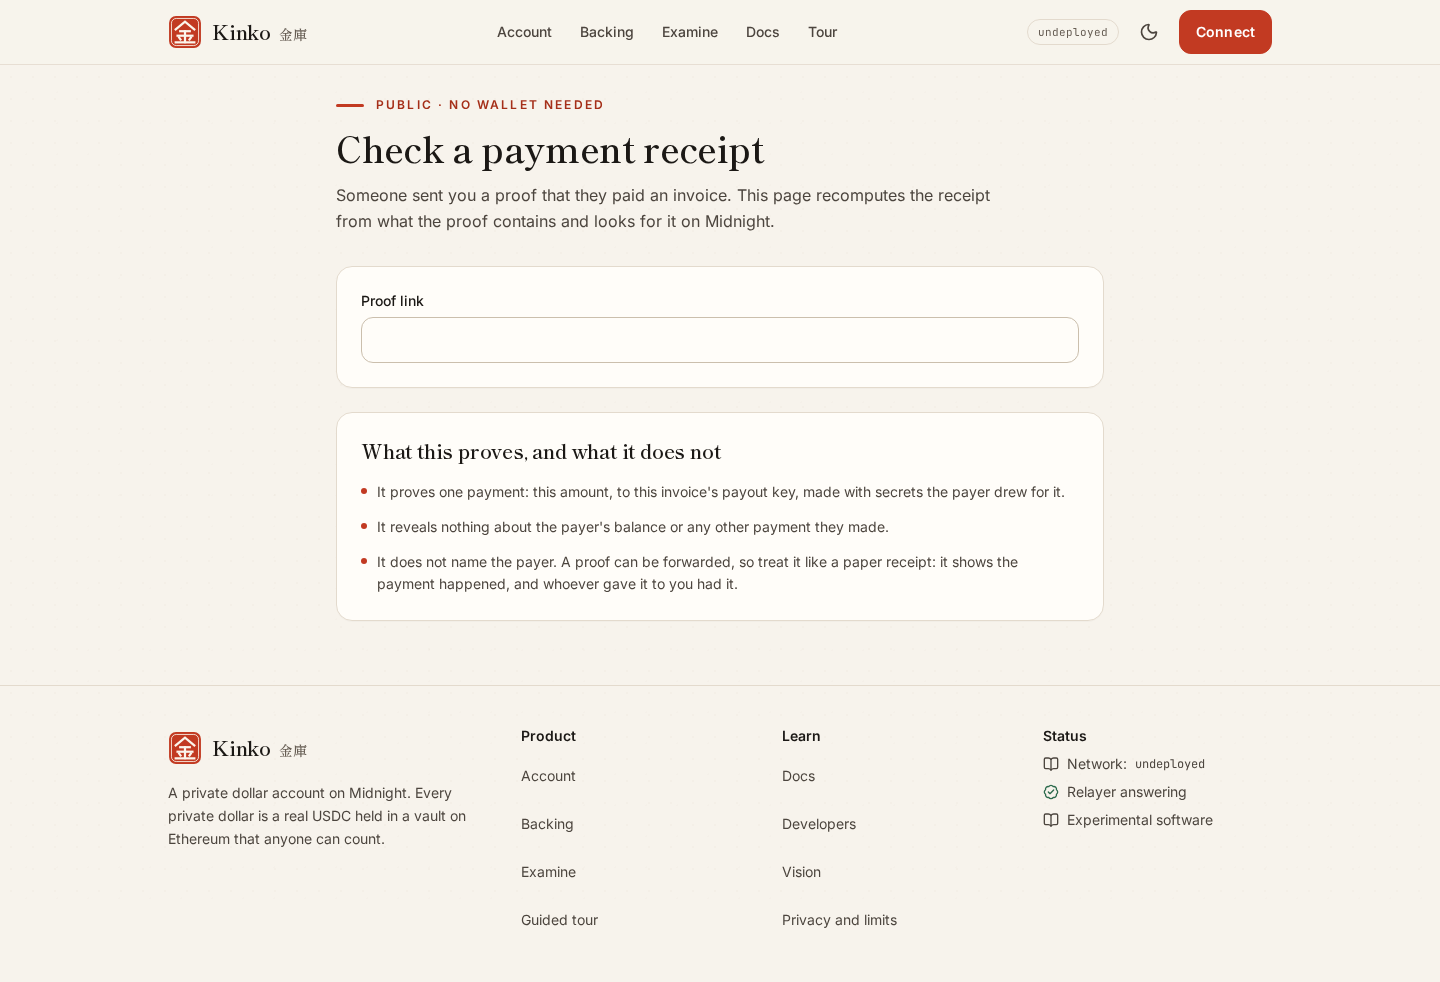 金 Kinko 金庫
Account Backing Examine Docs Tour
undeployed
Connect
PUBLIC · NO WALLET NEEDED
Check a payment receipt
Someone sent you a proof that they paid an invoice. This page recomputes the receipt
from what the proof contains and looks for it on Midnight.
Proof link
What this proves, and what it does not
It proves one payment: this amount, to this invoice's payout key, made with secrets the payer drew for it.
It reveals nothing about the payer's balance or any other payment they made.
It does not name the payer. A proof can be forwarded, so treat it like a paper receipt: it shows the
payment happened, and whoever gave it to you had it.
金 Kinko 金庫
A private dollar account on Midnight. Every
private dollar is a real USDC held in a vault on
Ethereum that anyone can count.
Product
Account
Backing
Examine
Guided tour
Learn
Docs
Developers
Vision
Privacy and limits
Status
Network: undeployed
Relayer answering
Experimental software